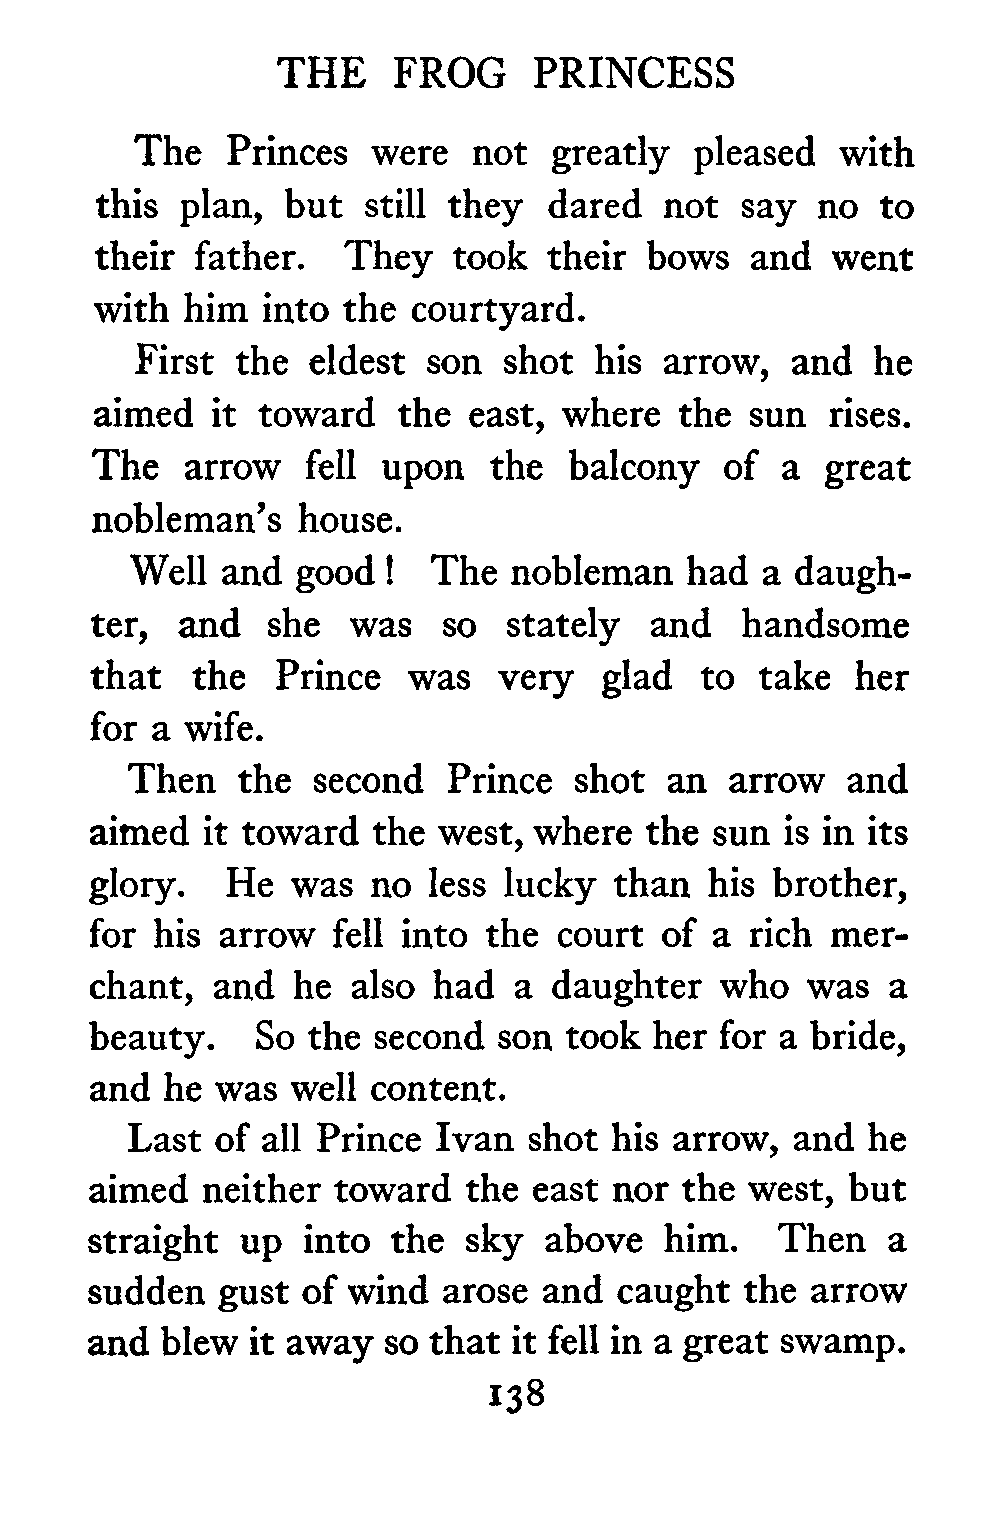 THE FROG PRINCESS
The Princes were not greatly pleased with
this plan, but still they dared not say no to
their father. They took their bows and went
with him into the courtyard.
First the eldest son shot his arrow, and he
aimed it toward the east, where the sun rises.
The arrow fell upon the balcony of a great
nobleman's house.
Well and good! The nobleman had a daugh-
ter, and she was so stately and handsome
that the Prince was very glad to take her
for a wife.
Then the second Prince shot an arrow and
aimed it toward the west, where the sun is in its
glory. He was no less lucky than his brother,
for his arrow fell into the court of a rich mer-
chant, and he also had a daughter who was a
beauty. So the second son took her for a bride,
and he was well content.
Last of all Prince Ivan shot his arrow, and he
aimed neither toward the east nor the west, but
straight up into the sky above him. Then a
sudden gust of wind arose and caught the arrow
and blew it away so that it fell in a great swamp.
138